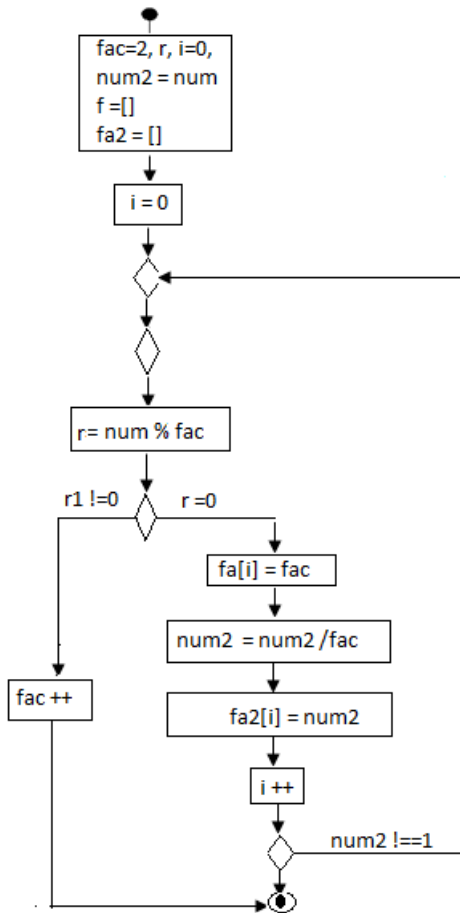 fac=2, r, i=0,
num2 = num
f =[]
fa2 = []
i = 0
r= num % fac
r1 !=0
r =0
fa[i] = fac
num2 = num2 /fac
fac ++
fa2[i] = num2
i ++
num2 !==1